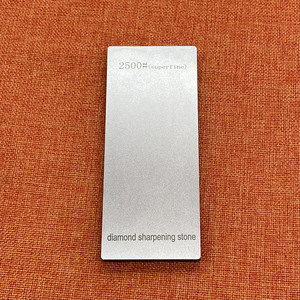 2500#(superfine)
diamond sharpening stone